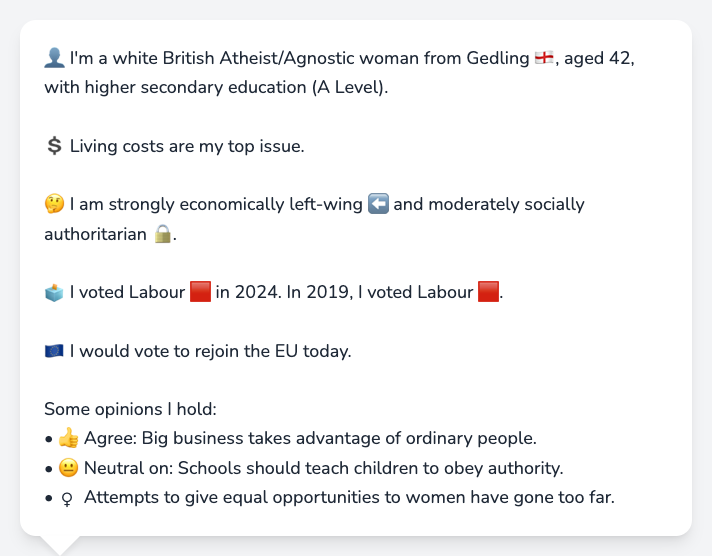 👤 I'm a white British Atheist/Agnostic woman from Gedling 🏴󠁧󠁢󠁥󠁮󠁧󠁿, aged 42,
with higher secondary education (A Level).
💲 Living costs are my top issue.
🤔 I am strongly economically left-wing ⬅️ and moderately socially
authoritarian 🔒.
🗳️ I voted Labour 🟥 in 2024. In 2019, I voted Labour 🟥.
🇪🇺 I would vote to rejoin the EU today.
Some opinions I hold:
• 👍 Agree: Big business takes advantage of ordinary people.
• 😐 Neutral on: Schools should teach children to obey authority.
• ♀ Attempts to give equal opportunities to women have gone too far.